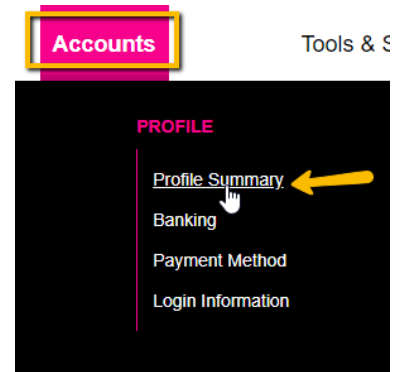 Accounts
Tools & S
PROFILE
Profile Summary
Banking
Payment Method
Login Information